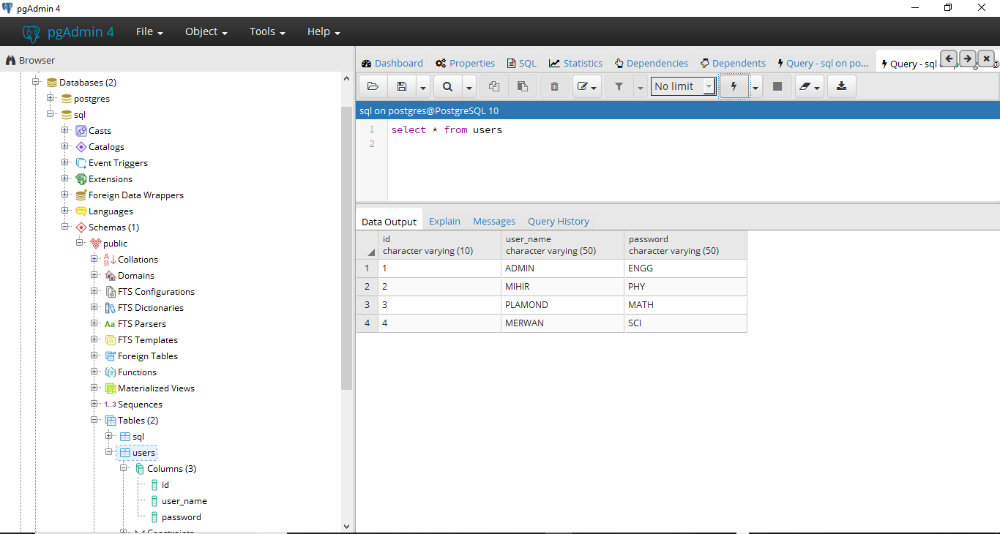 pgAdmin 4
pgAdmin 4 File Object Tools Help
Browser
Databases (2)
postgres
sql
Casts
Catalogs
Event Triggers
Extensions
Foreign Data Wrappers
Languages
Schemas (1)
public
Collations
Domains
FTS Configurations
FTS Dictionaries
Aa FTS Parsers
FTS Templates
Foreign Tables
Functions
Materialized Views
1..3 Sequences
Tables (2)
sql
users
Columns (3)
id
user_name
password
Constraints
Dashboard Properties SQL Statistics Dependencies Dependents Query - sql on po... Query - sql
No limit
sql on postgres@PostgreSQL 10
1 select * from users
2
Data Output Explain Messages Query History
id user_name password
character varying (10) character varying (50) character varying (50)
1 1 ADMIN ENGG
2 2 MIHIR PHY
3 3 PLAMOND MATH
4 4 MERWAN SCI